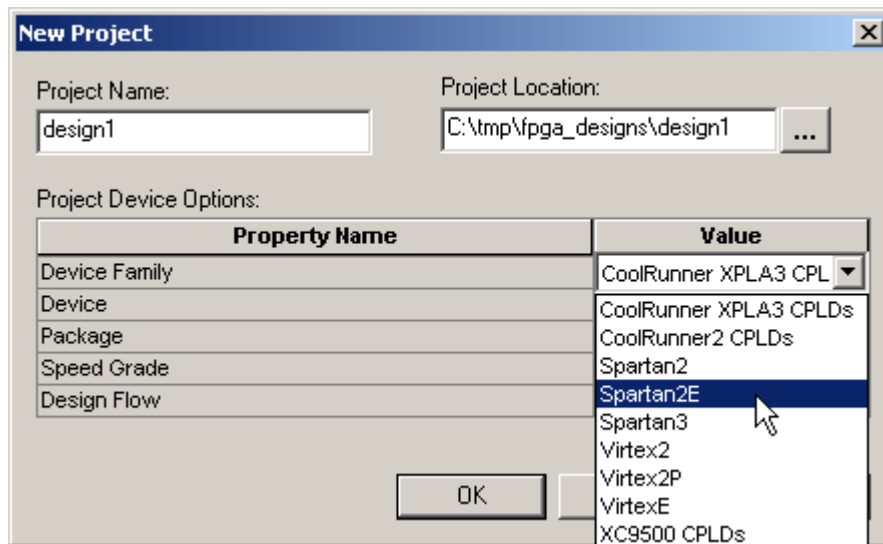 New Project
Project Name:
Project Location:
design1
C:\tmp\fpga_designs\design1
...
Project Device Options:
Property Name
Value
Device Family
CoolRunner XPLA3 CPL
Device
Package
Speed Grade
Design Flow
CoolRunner XPLA3 CPLDs
CoolRunner2 CPLDs
Spartan2
Spartan2E
Spartan3
Virtex2
Virtex2P
VirtexE
XC9500 CPLDs
OK